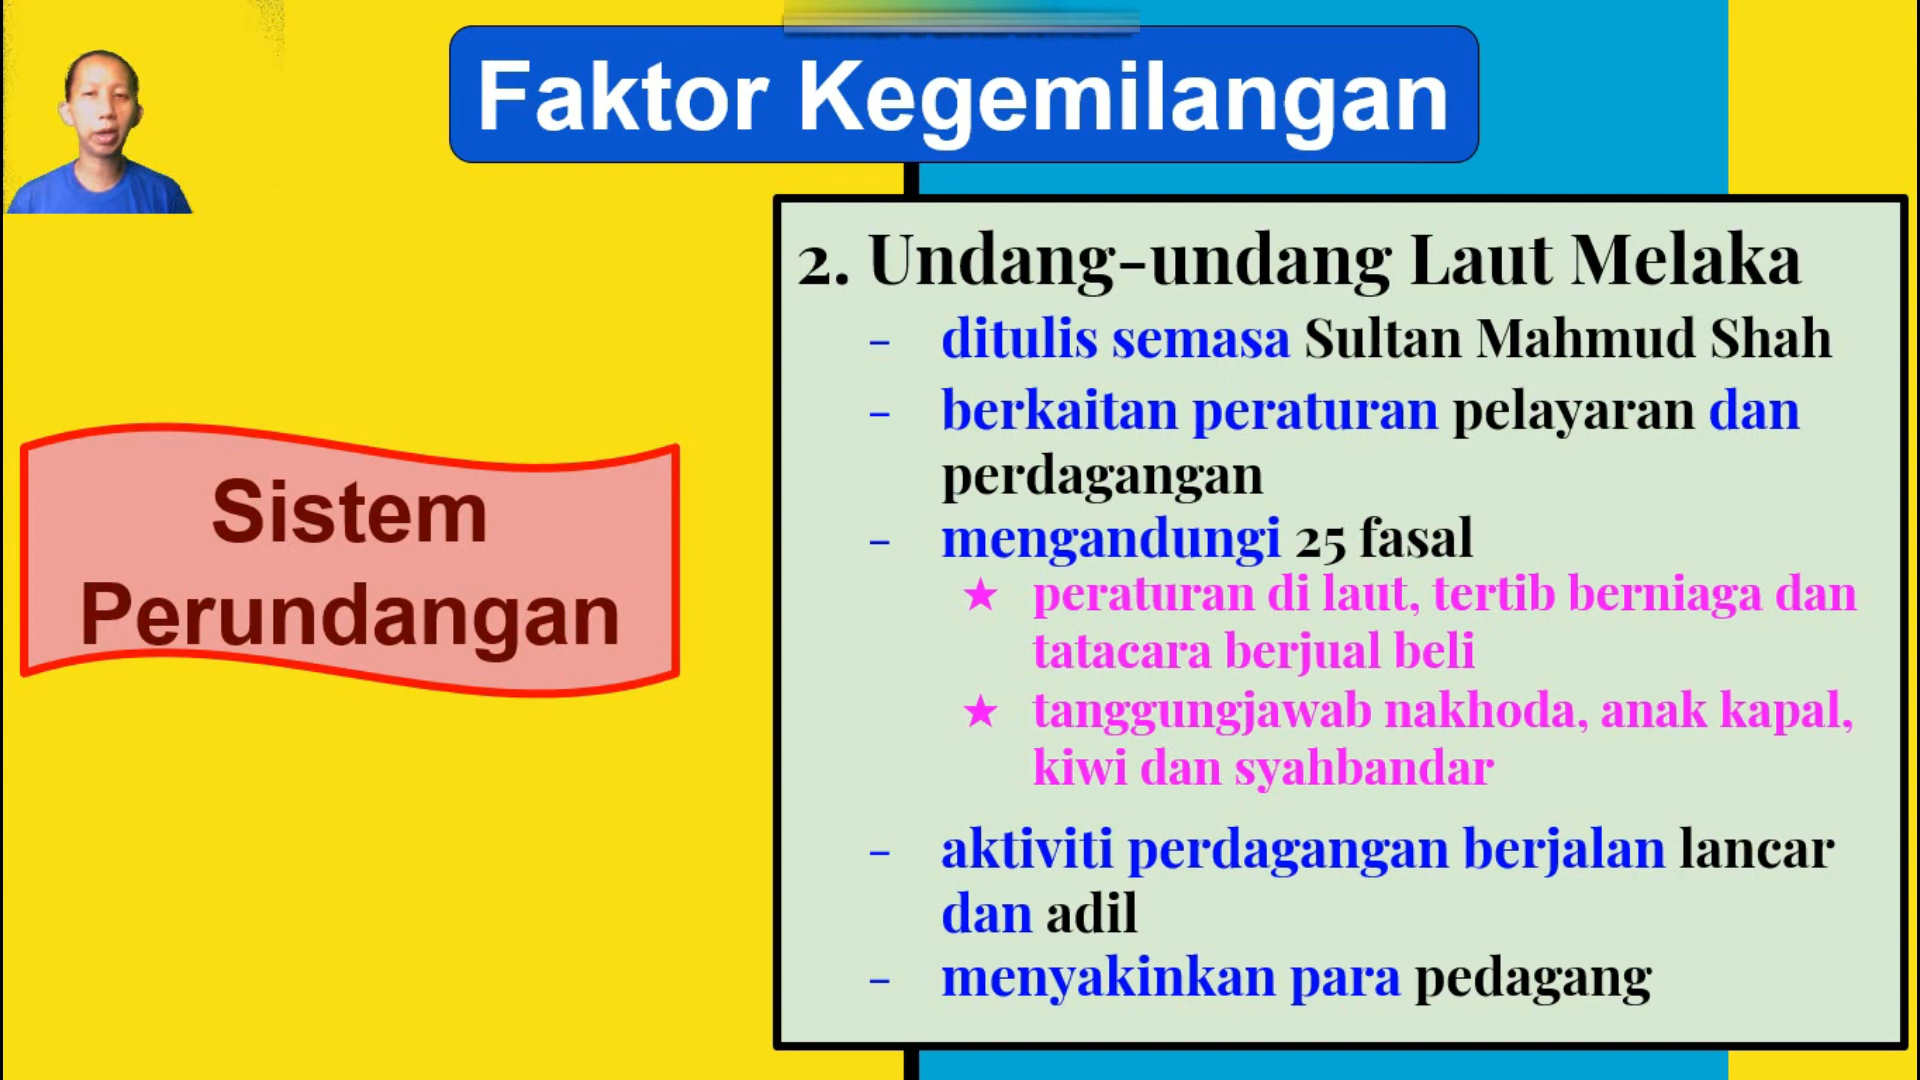 Faktor Kegemilangan
Sistem
Perundangan
2. Undang-undang Laut Melaka
- ditulis semasa Sultan Mahmud Shah
- berkaitan peraturan pelayaran dan
perdagangan
- mengandungi 25 fasal
★ peraturan di laut, tertib berniaga dan
tatacara berjual beli
★ tanggungjawab nakhoda, anak kapal,
kiwi dan syahbandar
- aktiviti perdagangan berjalan lancar
dan adil
- menyakinkan para pedagang